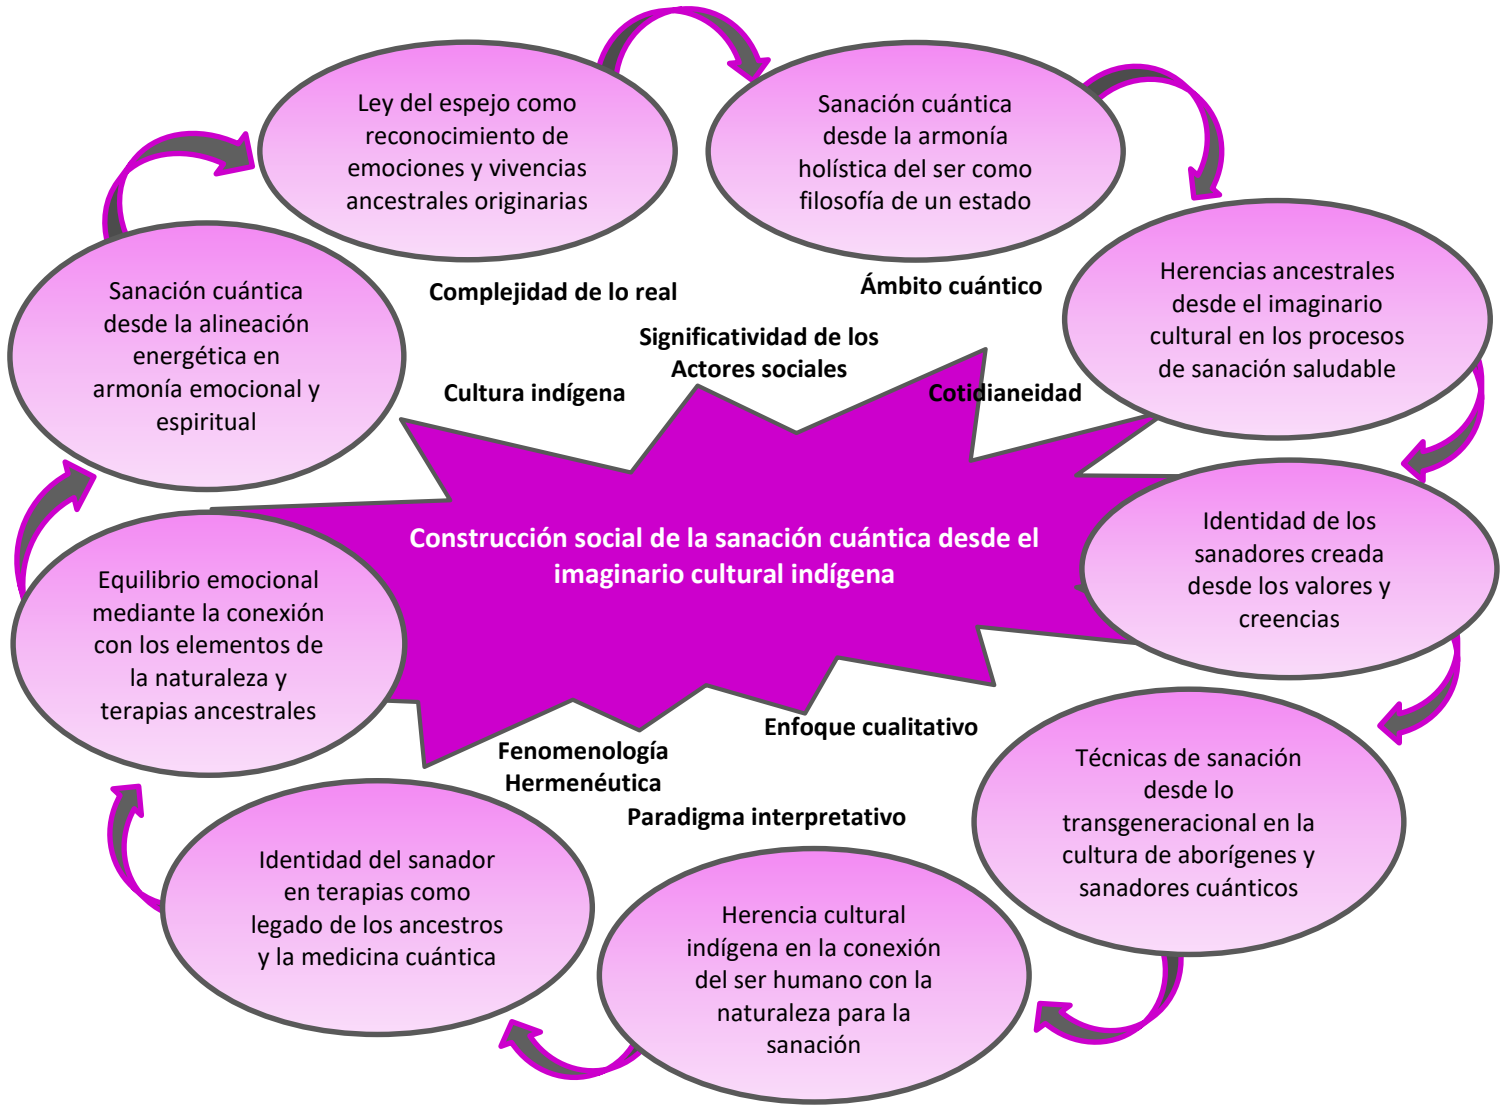 Ley del espejo como
reconocimiento de
emociones y vivencias
ancestrales originarias
Sanación cuántica
desde la armonía
holística del ser como
filosofía de un estado
Herencias ancestrales
desde el imaginario
cultural en los procesos
de sanación saludable
Identidad de los
sanadores creada
desde los valores y
creencias
Técnicas de sanación
desde lo
transgeneracional en la
cultura de aborígenes y
sanadores cuánticos
Herencia cultural
indígena en la conexión
del ser humano con la
naturaleza para la
sanación
Identidad del sanador
en terapias como
legado de los ancestros
y la medicina cuántica
Equilibrio emocional
mediante la conexión
con los elementos de
la naturaleza y
terapias ancestrales
Sanación cuántica
desde la alineación
energética en
armonía emocional y
espiritual
Complejidad de lo real
Ámbito cuántico
Significatividad de los
Actores sociales
Cultura indígena
Cotidianeidad
Construcción social de la sanación cuántica desde el
imaginario cultural indígena
Enfoque cualitativo
Fenomenología
Hermenéutica
Paradigma interpretativo